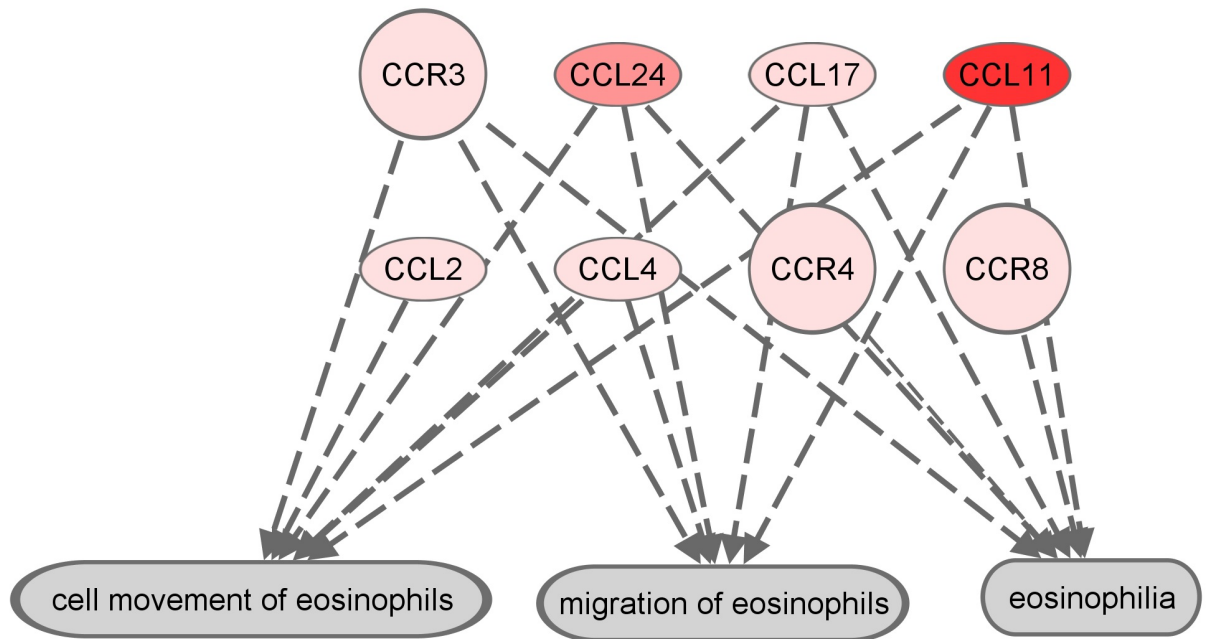 CCR3
CCL24
CCL17
CCL11
CCL2
CCL4
CCR4
CCR8
cell movement of eosinophils
migration of eosinophils
eosinophilia